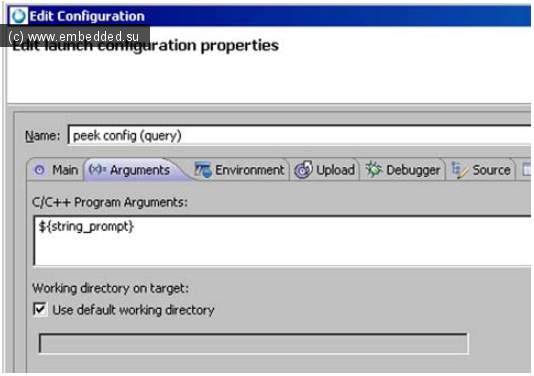 Edit Configuration
(c) www.embedded.su
Edit launch configuration properties
Name: peek config (query)
Main (x)= Arguments Environment Upload Debugger Source
C/C++ Program Arguments:
${string_prompt}
Working directory on target:
Use default working directory